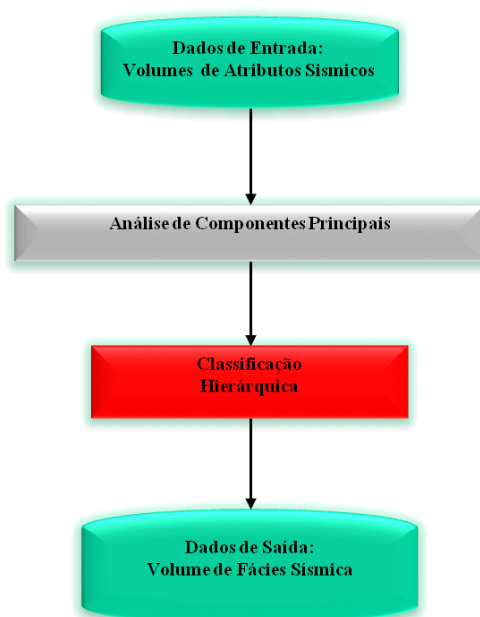 Dados de Entrada:
Volumes de Atributos Sísmicos
Análise de Componentes Principais
Classificação
Hierárquica
Dados de Saída:
Volume de Fácies Sísmica